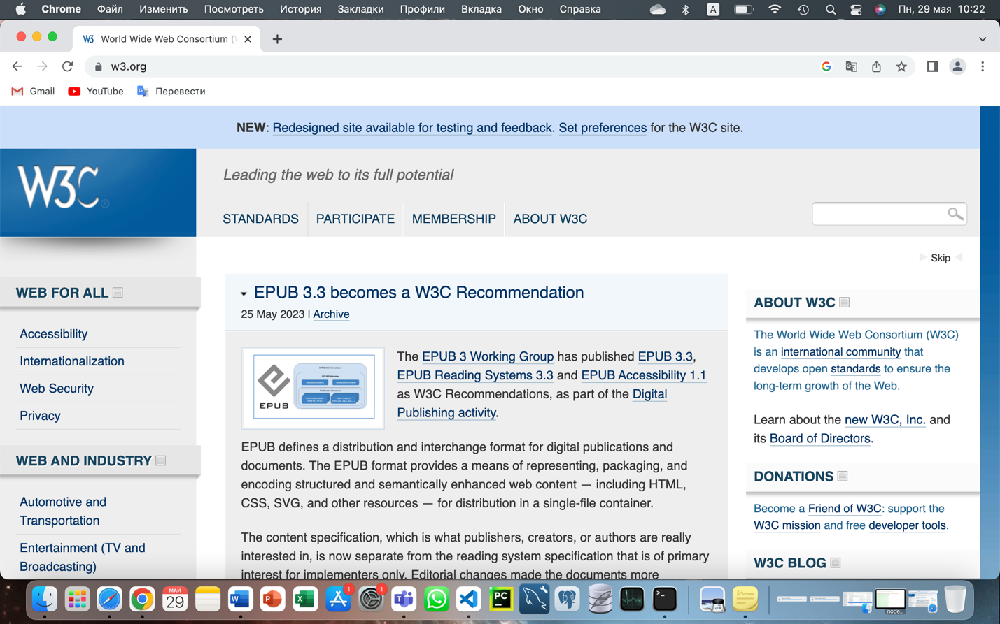 Chrome Файл Изменить Посмотреть История Закладки Профили Вкладка Окно Справка A Пн, 29 мая 10:22
W3 World Wide Web Consortium (
w3.org
Gmail YouTube Перевести
NEW: Redesigned site available for testing and feedback. Set preferences for the W3C site.
W3C®
Leading the web to its full potential
STANDARDS PARTICIPATE MEMBERSHIP ABOUT W3C
Skip
WEB FOR ALL
Accessibility
Internationalization
Web Security
Privacy
WEB AND INDUSTRY
Automotive and
Transportation
Entertainment (TV and
Broadcasting)
EPUB 3.3 becomes a W3C Recommendation
25 May 2023 | Archive
EPUB
The EPUB 3 Working Group has published EPUB 3.3,
EPUB Reading Systems 3.3 and EPUB Accessibility 1.1
as W3C Recommendations, as part of the Digital
Publishing activity.
EPUB defines a distribution and interchange format for digital publications and
documents. The EPUB format provides a means of representing, packaging, and
encoding structured and semantically enhanced web content — including HTML,
CSS, SVG, and other resources — for distribution in a single-file container.
The content specification, which is what publishers, creators, or authors are really
interested in, is now separate from the reading system specification that is of primary
interest for implementers only. Editorial changes made the documents more
ABOUT W3C
The World Wide Web Consortium (W3C)
is an international community that
develops open standards to ensure the
long-term growth of the Web.
Learn about the new W3C, Inc. and
its Board of Directors.
DONATIONS
Become a Friend of W3C: support the
W3C mission and free developer tools.
W3C BLOG
МАЙ
29
W P X 1 1 T PC
node...